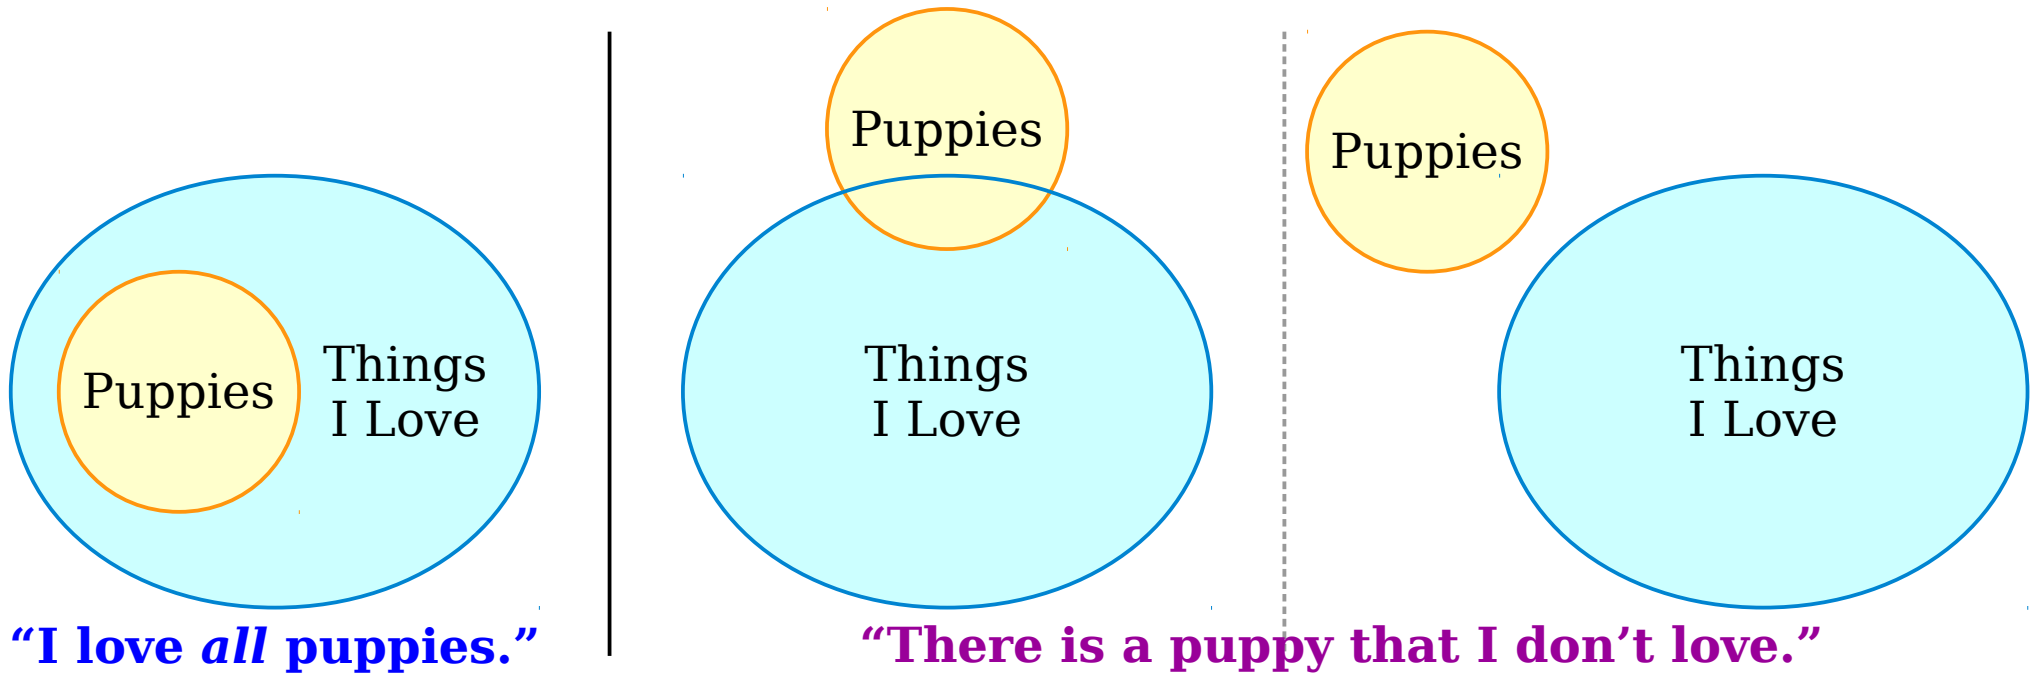 Puppies
Things
I Love
“I love all puppies.”
Puppies
Things
I Love
Puppies
Things
I Love
“There is a puppy that I don’t love.”